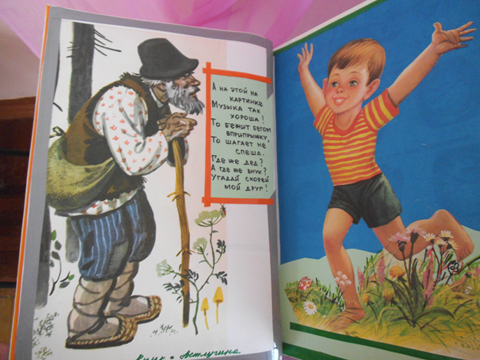 А на этой на
картинке
Музыка так
хороша!
То бежит бегом
вприпрыжку,
То шагает не
спеша.
Где же дед?
А где же внук?
Угадай скорей
мой друг!